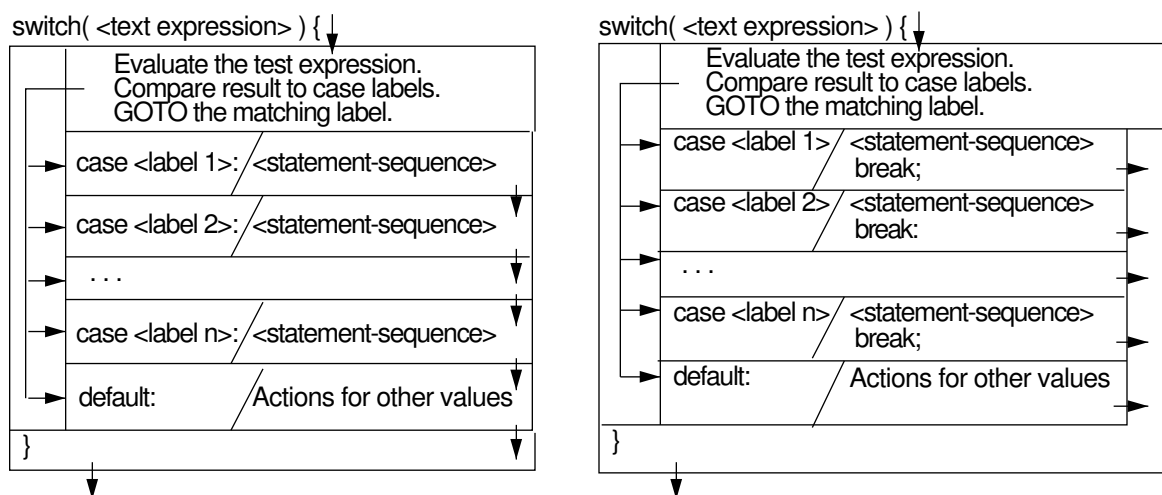 switch( <text expression> ) {
Evaluate the test expression.
Compare result to case labels.
GOTO the matching label.
case <label 1>: <statement-sequence>
case <label 2>: <statement-sequence>
. . .
case <label n>: <statement-sequence>
default: Actions for other values
}
switch( <text expression> ) {
Evaluate the test expression.
Compare result to case labels.
GOTO the matching label.
case <label 1> <statement-sequence>
break;
case <label 2> <statement-sequence>
break:
. . .
case <label n> <statement-sequence>
break;
default: Actions for other values
}